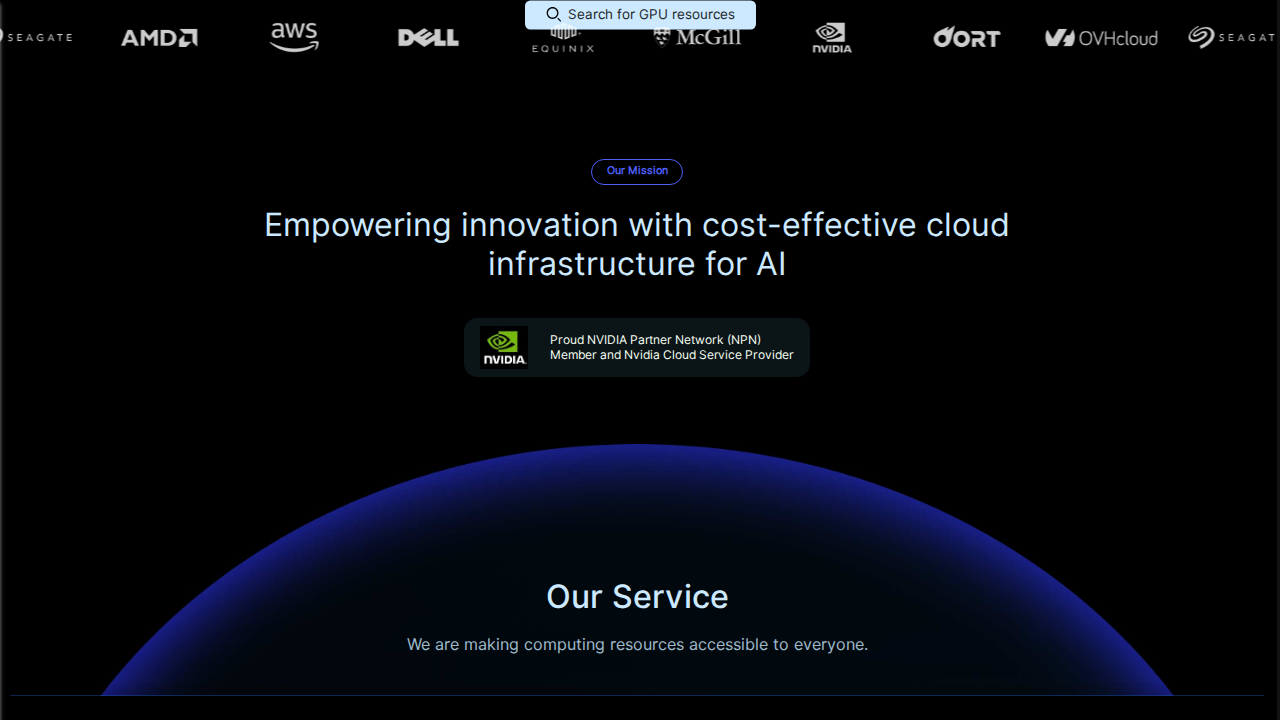 Search for GPU resources
SEAGATE AMD aws DELL EQUINIX McGill NVIDIA OORT OVHcloud SEAGAT
Our Mission
Empowering innovation with cost-effective cloud
infrastructure for AI
NVIDIA.
Proud NVIDIA Partner Network (NPN)
Member and Nvidia Cloud Service Provider
Our Service
We are making computing resources accessible to everyone.